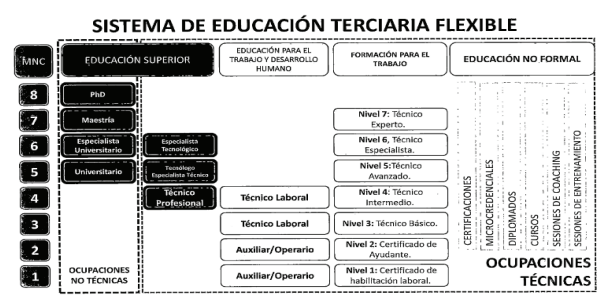 SISTEMA DE EDUCACIÓN TERCIARIA FLEXIBLE
MNC
EDUCACIÓN SUPERIOR
EDUCACIÓN PARA EL
TRABAJO Y DESARROLLO
HUMANO
FORMACIÓN PARA EL
TRABAJO
EDUCACIÓN NO FORMAL
8
PhD
7
Maestría
Nivel 7: Técnico
Experto.
6
Especialista
Universitario
Especialista
Tecnológico
Nivel 6, Técnico
Especialista.
5
Universitario
Tecnólogo
Especialista Técnico
Nivel 5:Técnico
Avanzado.
4
Técnico
Profesional
Técnico Laboral
Nivel 4: Técnico
Intermedio.
3
Técnico Laboral
Nivel 3: Técnico Básico.
2
Auxiliar/Operario
Nivel 2: Certificado de
Ayudante.
1
Auxiliar/Operario
Nivel 1: Certificado de
habilitación laboral.
OCUPACIONES
NO TÉCNICAS
CERTIFICACIONES
MICROCREDENCIALES
DIPLOMADOS
CURSOS
SESIONES DE COACHING
SESIONES DE ENTRENAMIENTO
OCUPACIONES
TÉCNICAS